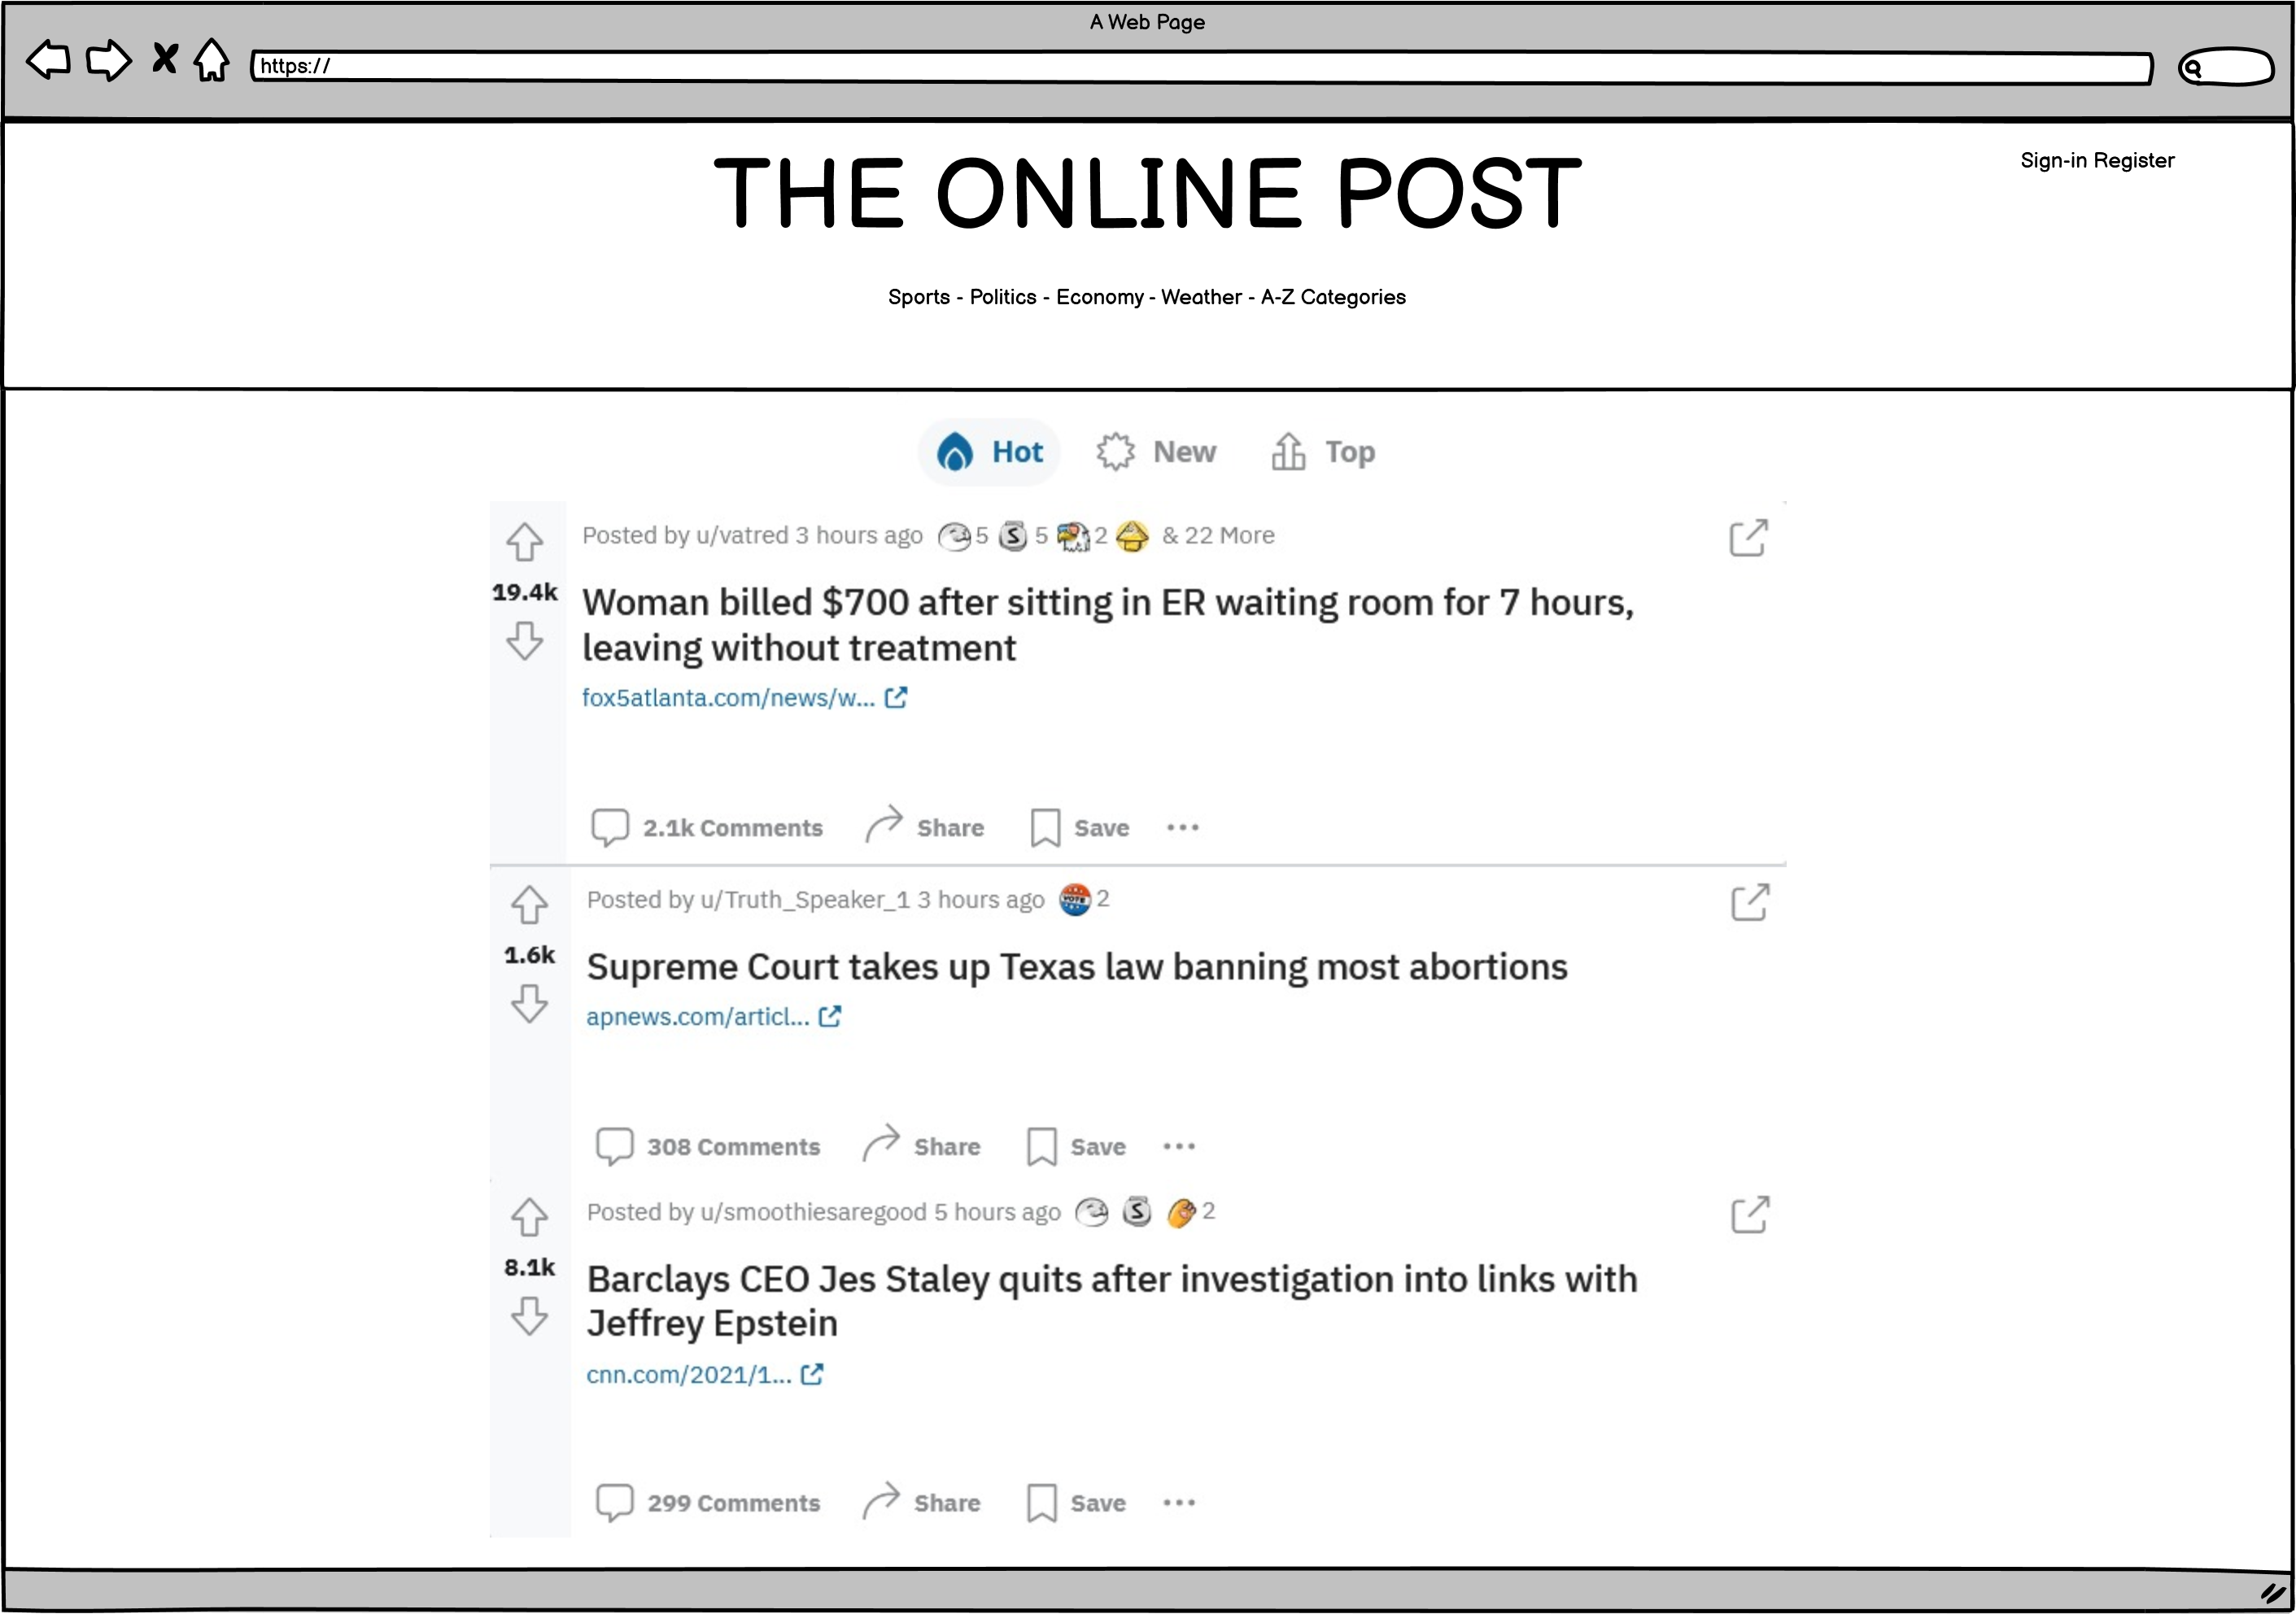 A Web Page
https://
THE ONLINE POST
Sign-in Register
Sports - Politics - Economy - Weather - A-Z Categories
Hot New Top
Posted by u/vatred 3 hours ago 5 S 5 2 & 22 More
19.4k
Woman billed $700 after sitting in ER waiting room for 7 hours,
leaving without treatment
fox5atlanta.com/news/w...
2.1k Comments Share Save ...
Posted by u/Truth_Speaker_1 3 hours ago VOTE 2
1.6k
Supreme Court takes up Texas law banning most abortions
apnews.com/articl...
308 Comments Share Save ...
Posted by u/smoothiesaregood 5 hours ago S 2
8.1k
Barclays CEO Jes Staley quits after investigation into links with
Jeffrey Epstein
cnn.com/2021/1...
299 Comments Share Save ...